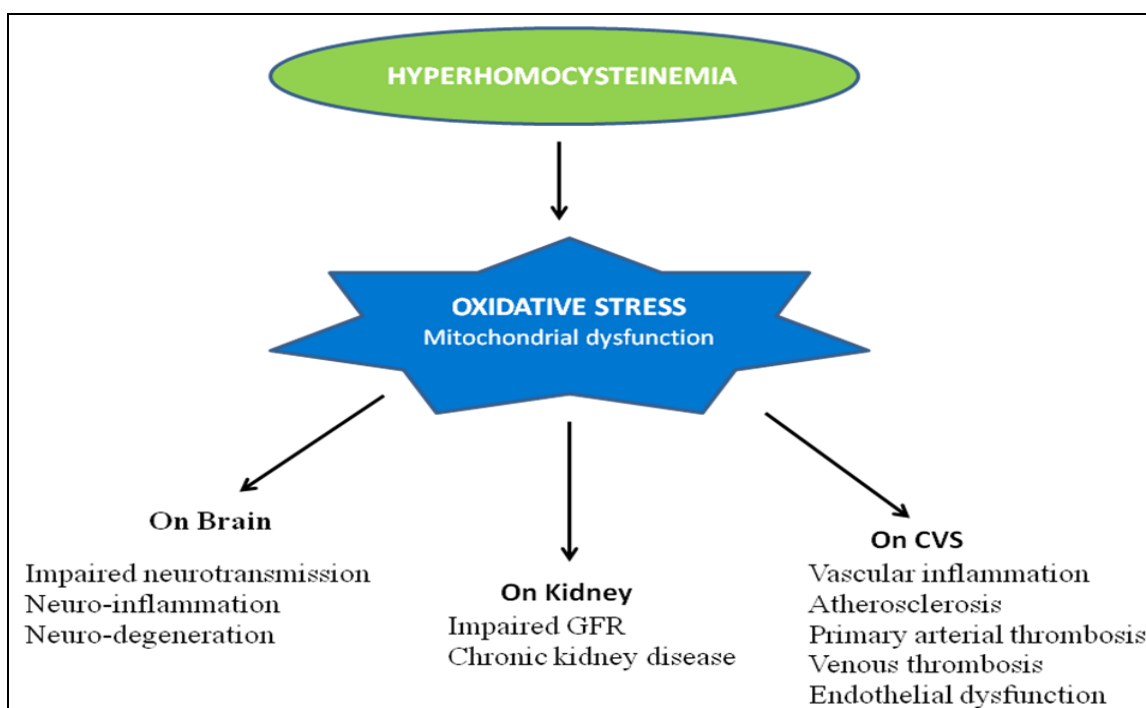 HYPERHOMOCYSTEINEMIA
OXIDATIVE STRESS
Mitochondrial dysfunction
On Brain
Impaired neurotransmission
Neuro-inflammation
Neuro-degeneration
On Kidney
Impaired GFR
Chronic kidney disease
On CVS
Vascular inflammation
Atherosclerosis
Primary arterial thrombosis
Venous thrombosis
Endothelial dysfunction